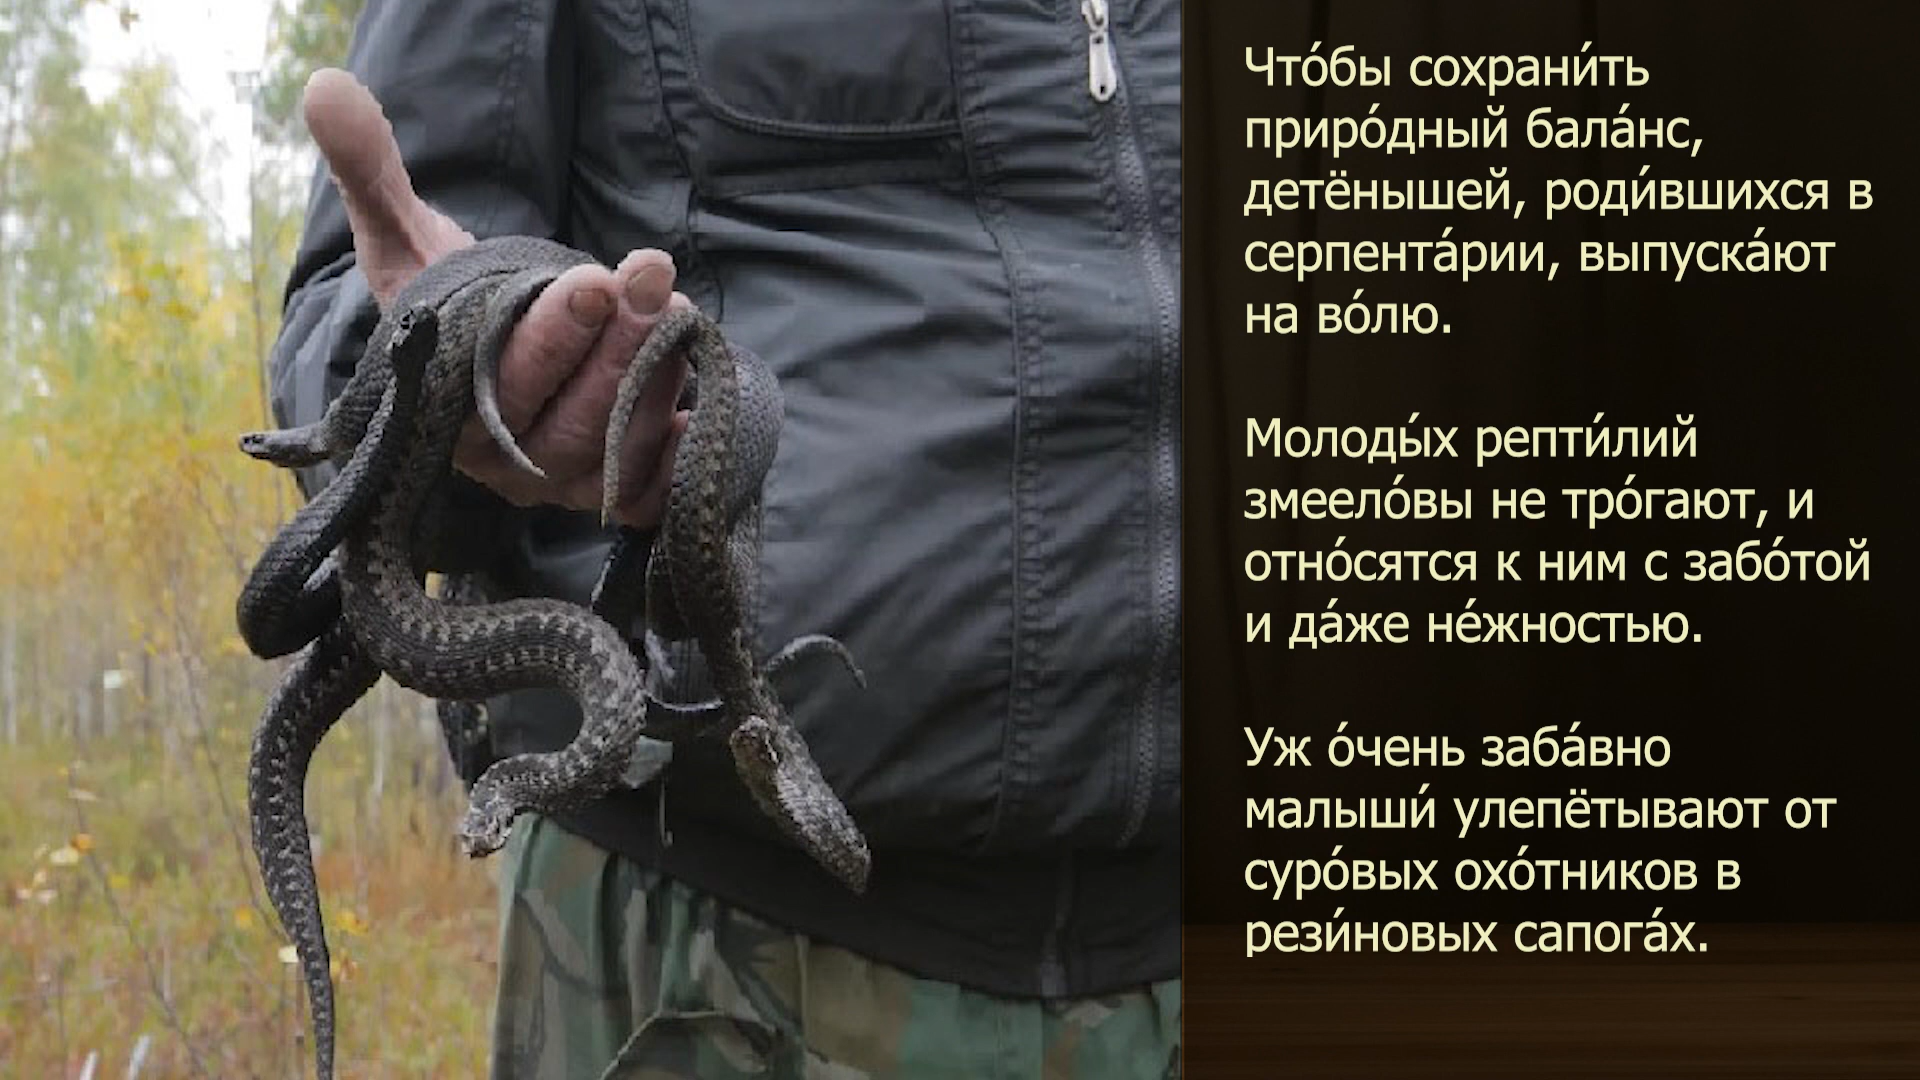 Что́бы сохрани́ть
приро́дный бала́нс,
детёнышей, роди́вшихся в
серпента́рии, выпуска́ют
на во́лю.
Молоды́х репти́лий
змеело́вы не тро́гают, и
отно́сятся к ним с забо́той
и да́же не́жностью.
Уж о́чень заба́вно
малыши́ улепётывают от
суро́вых охо́тников в
рези́новых сапога́х.